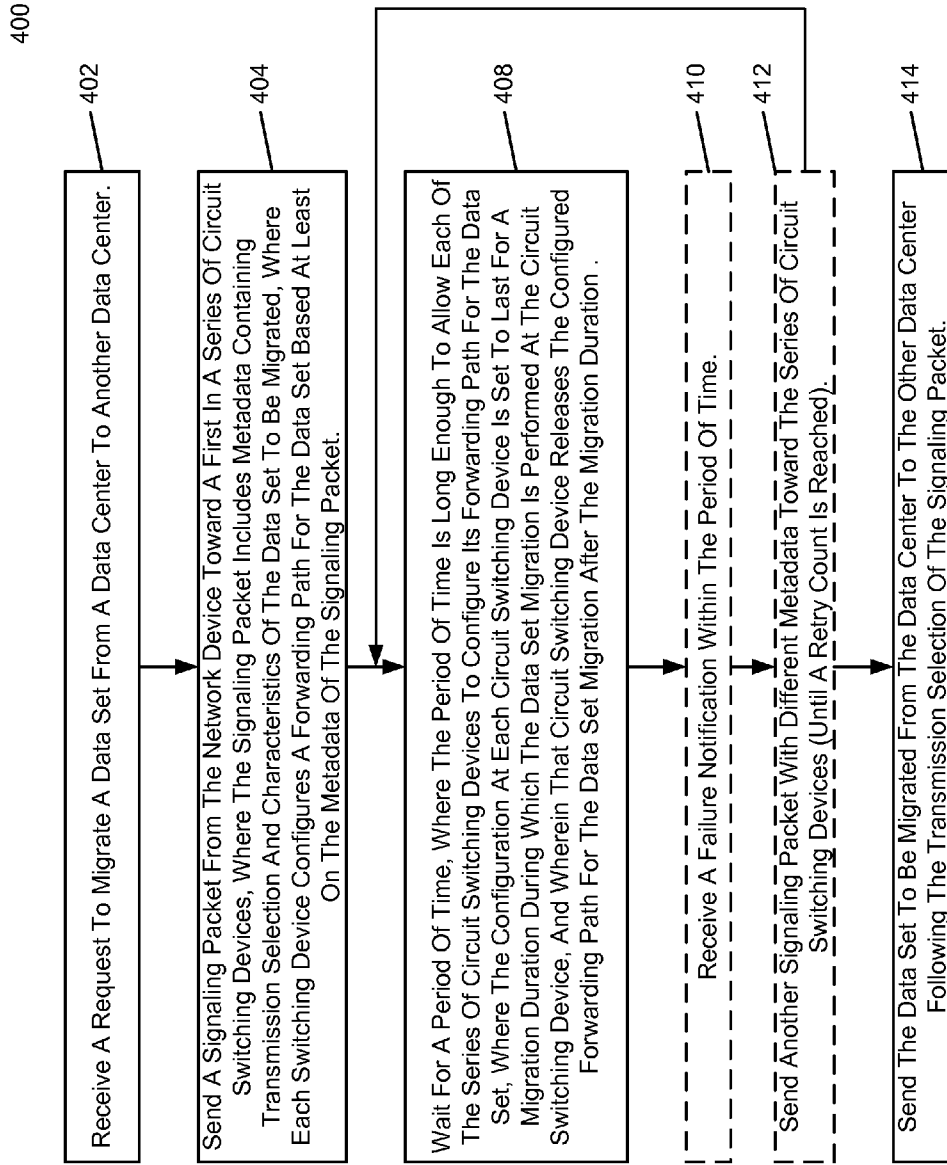 400
402
Receive A Request To Migrate A Data Set From A Data Center To Another Data Center.
404
Send A Signaling Packet From The Network Device Toward A First In A Series Of Circuit
Switching Devices, Where The Signaling Packet Includes Metadata Containing
Transmission Selection And Characteristics Of The Data Set To Be Migrated, Where
Each Switching Device Configures A Forwarding Path For The Data Set Based At Least
On The Metadata Of The Signaling Packet.
408
Wait For A Period Of Time, Where The Period Of Time Is Long Enough To Allow Each Of
The Series Of Circuit Switching Devices To Configure Its Forwarding Path For The Data
Set, Where The Configuration At Each Circuit Switching Device Is Set To Last For A
Migration Duration During Which The Data Set Migration Is Performed At The Circuit
Switching Device, And Wherein That Circuit Switching Device Releases The Configured
Forwarding Path For The Data Set Migration After The Migration Duration .
410
Receive A Failure Notification Within The Period Of Time.
412
Send Another Signaling Packet With Different Metadata Toward The Series Of Circuit
Switching Devices (Until A Retry Count Is Reached).
414
Send The Data Set To Be Migrated From The Data Center To The Other Data Center
Following The Transmission Selection Of The Signaling Packet.